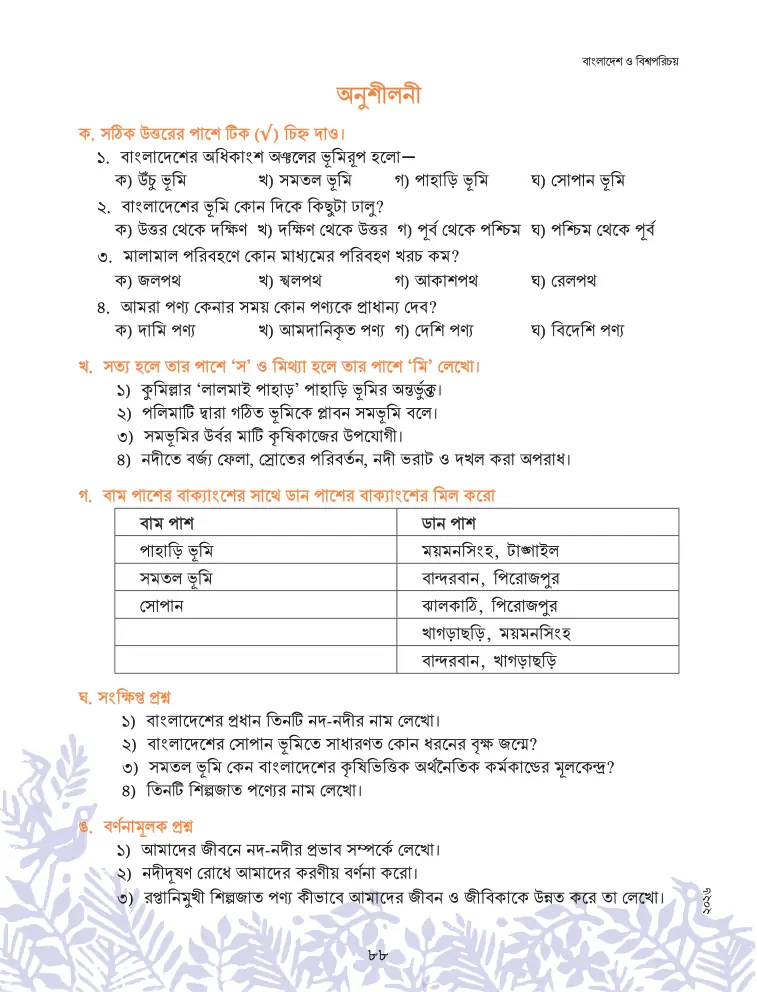 বাংলাদেশ ও বিশ্বপরিচয়
অনুশীলনী
ক. সঠিক উত্তরের পাশে টিক (√) চিহ্ন দাও।
১. বাংলাদেশের অধিকাংশ অঞ্চলের ভূমিরূপ হলো—
ক) উঁচু ভূমি খ) সমতল ভূমি গ) পাহাড়ি ভূমি ঘ) সোপান ভূমি
২. বাংলাদেশের ভূমি কোন দিকে কিছুটা ঢালু?
ক) উত্তর থেকে দক্ষিণ খ) দক্ষিণ থেকে উত্তর গ) পূর্ব থেকে পশ্চিম ঘ) পশ্চিম থেকে পূর্ব
৩. মালামাল পরিবহণে কোন মাধ্যমের পরিবহণ খরচ কম?
ক) জলপথ খ) স্থলপথ গ) আকাশপথ ঘ) রেলপথ
৪. আমরা পণ্য কেনার সময় কোন পণ্যকে প্রাধান্য দেব?
ক) দামি পণ্য খ) আমদানিকৃত পণ্য গ) দেশি পণ্য ঘ) বিদেশি পণ্য
খ. সত্য হলে তার পাশে ‘স’ ও মিথ্যা হলে তার পাশে ‘মি’ লেখো।
১) কুমিল্লার ‘লালমাই পাহাড়’ পাহাড়ি ভূমির অন্তর্ভুক্ত।
২) পলিমাটি দ্বারা গঠিত ভূমিকে প্লাবন সমভূমি বলে।
৩) সমভূমির উর্বর মাটি কৃষিকাজের উপযোগী।
৪) নদীতে বর্জ্য ফেলা, স্রোতের পরিবর্তন, নদী ভরাট ও দখল করা অপরাধ।
গ. বাম পাশের বাক্যাংশের সাথে ডান পাশের বাক্যাংশের মিল করো
বাম পাশ ডান পাশ
পাহাড়ি ভূমি ময়মনসিংহ, টাঙ্গাইল
সমতল ভূমি বান্দরবান, পিরোজপুর
সোপান ঝালকাঠি, পিরোজপুর
খাগড়াছড়ি, ময়মনসিংহ
বান্দরবান, খাগড়াছড়ি
ঘ. সংক্ষিপ্ত প্রশ্ন
১) বাংলাদেশের প্রধান তিনটি নদ-নদীর নাম লেখো।
২) বাংলাদেশের সোপান ভূমিতে সাধারণত কোন ধরনের বৃক্ষ জন্মে?
৩) সমতল ভূমি কেন বাংলাদেশের কৃষিভিত্তিক অর্থনৈতিক কর্মকান্ডের মূলকেন্দ্র?
৪) তিনটি শিল্পজাত পণ্যের নাম লেখো।
ঙ. বর্ণনামূলক প্রশ্ন
১) আমাদের জীবনে নদ-নদীর প্রভাব সম্পর্কে লেখো।
২) নদীদূষণ রোধে আমাদের করণীয় বর্ণনা করো।
৩) রপ্তানিমুখী শিল্পজাত পণ্য কীভাবে আমাদের জীবন ও জীবিকাকে উন্নত করে তা লেখো।
২০২৬
৮৮